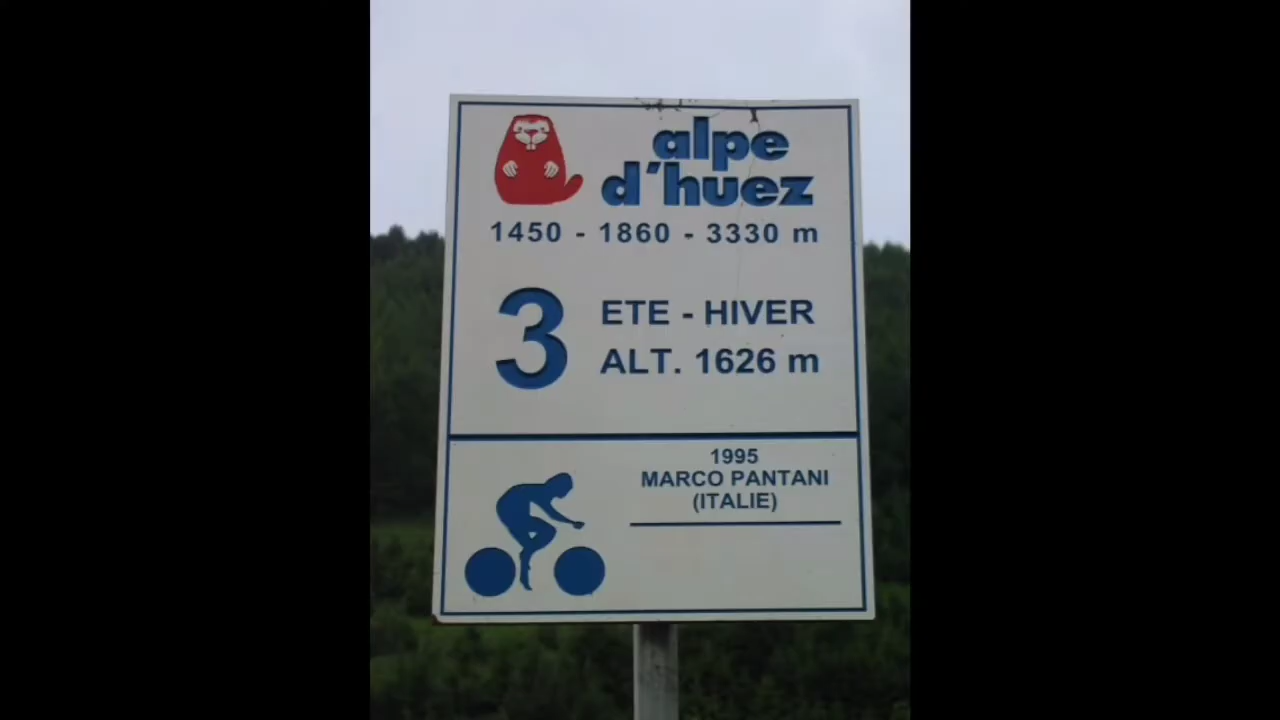 alpe
d'huez
1450 - 1860 - 3330 m
3
ETE - HIVER
ALT. 1626 m
1995
MARCO PANTANI
(ITALIE)